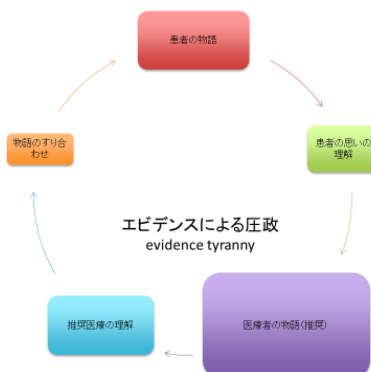 患者の物語
患者の思いの
理解
物語のすり合
わせ
エビデンスによる圧政
evidence tyranny
推奨医療の理解
医療者の物語(推奨)